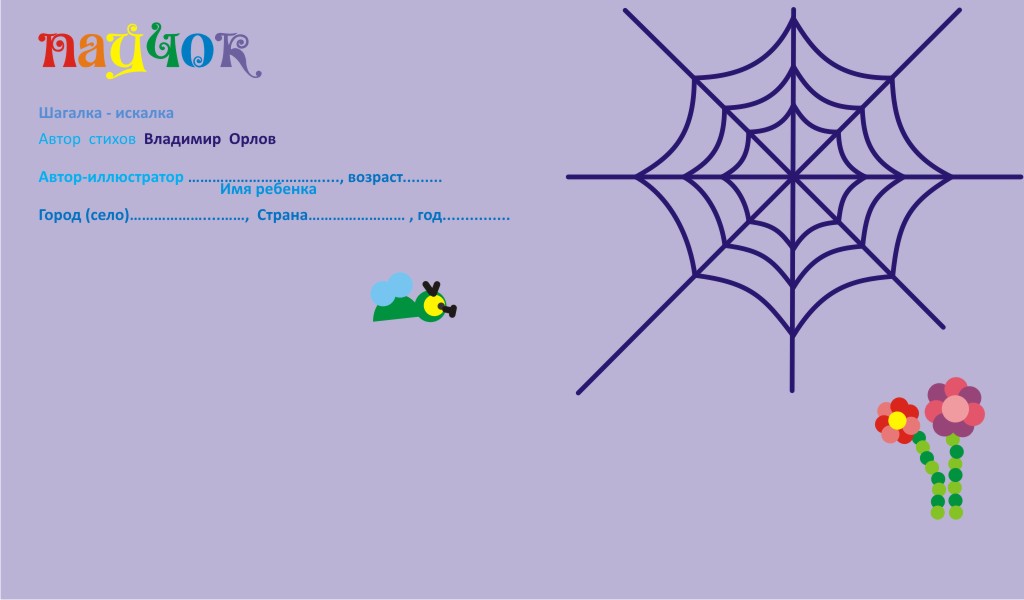 паучок
Шагалка - искалка
Автор стихов Владимир Орлов
Автор-иллюстратор ………………………………..., возраст.........
Имя ребенка
Город (село)…………………....……, Страна…………………… , год...............